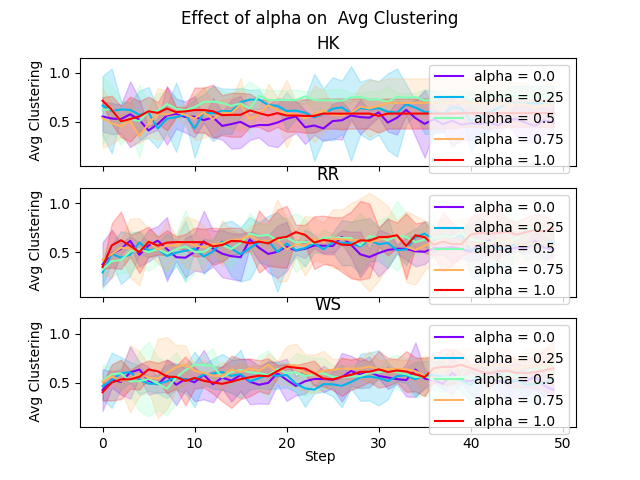 Effect of alpha on  Avg Clustering
HK
Avg Clustering
1.0
0.5
alpha = 0.0
alpha = 0.25
alpha = 0.5
alpha = 0.75
alpha = 1.0
RR
Avg Clustering
1.0
0.5
alpha = 0.0
alpha = 0.25
alpha = 0.5
alpha = 0.75
alpha = 1.0
WS
Avg Clustering
1.0
0.5
alpha = 0.0
alpha = 0.25
alpha = 0.5
alpha = 0.75
alpha = 1.0
0 10 20 30 40 50
Step